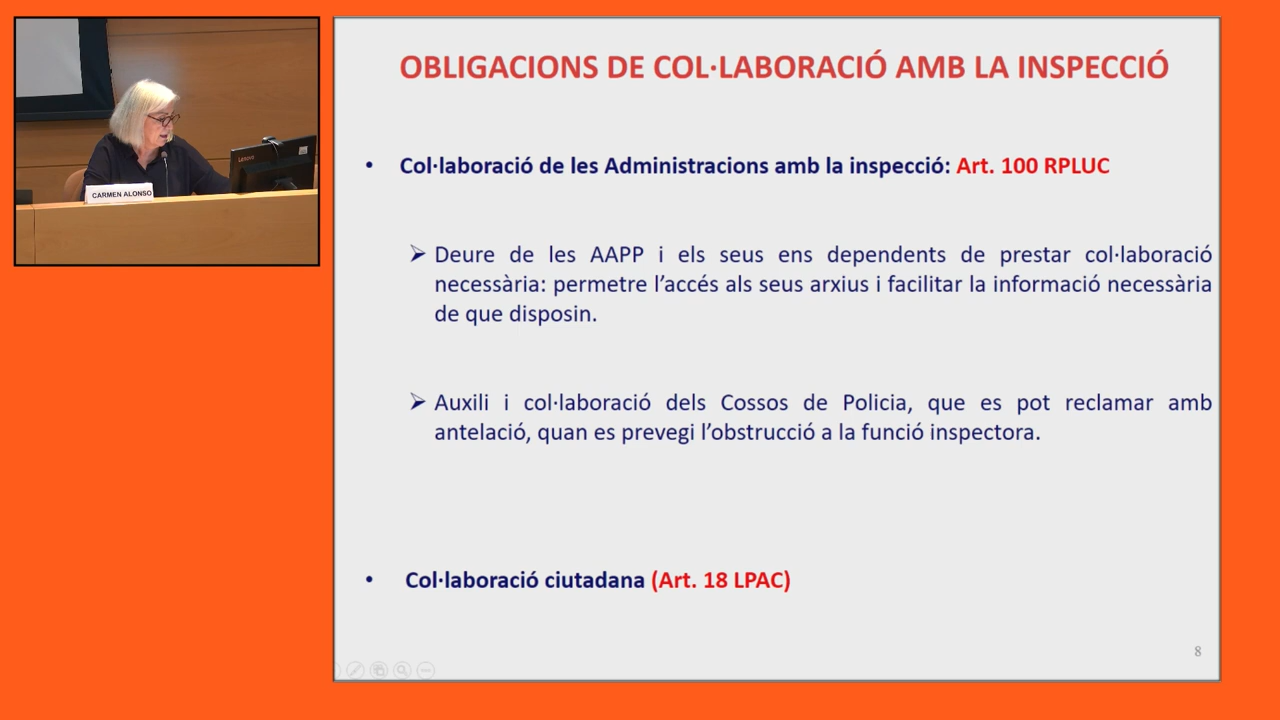 OBLIGACIONS DE COL·LABORACIÓ AMB LA INSPECCIÓ
• Col·laboració de les Administracions amb la inspecció: Art. 100 RPLUC
➢ Deure de les AAPP i els seus ens dependents de prestar col·laboració
necessària: permetre l’accés als seus arxius i facilitar la informació necessària
de que disposin.
➢ Auxili i col·laboració dels Cossos de Policia, que es pot reclamar amb
antelació, quan es prevegi l’obstrucció a la funció inspectora.
• Col·laboració ciutadana (Art. 18 LPAC)
8
CARMEN ALONSO
Lenovo